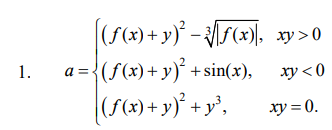 (f(x)+y)² − ∛|f(x)|, xy > 0
1. a = { (f(x)+y)² + sin(x), xy < 0
(f(x)+y)² + y³, xy = 0.